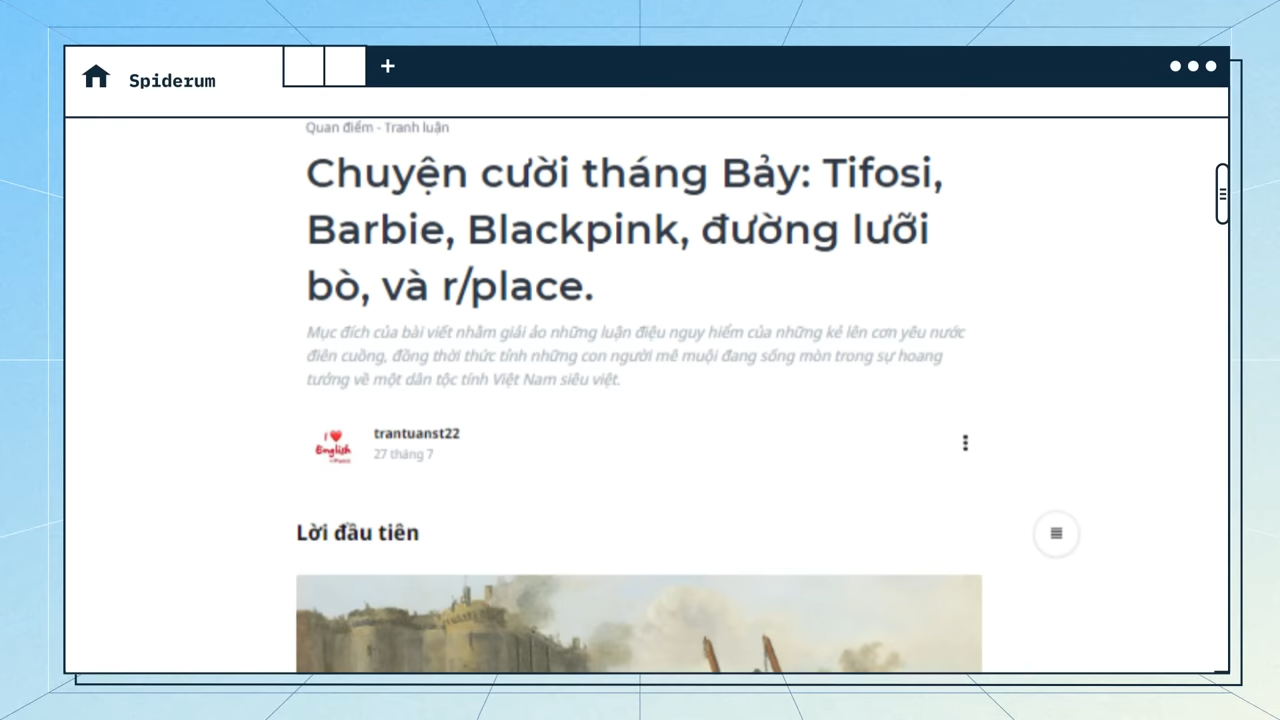 Spiderum
Quan điểm - Tranh luận
Chuyện cười tháng Bảy: Tifosi,
Barbie, Blackpink, đường lưỡi
bò, và r/place.
Mục đích của bài viết nhằm giải ảo những luận điệu nguy hiểm của những kẻ lên cơn yêu nước
điên cuồng, đồng thời thức tỉnh những con người mê muội đang sống mòn trong sự hoang
tưởng về một dân tộc tính Việt Nam siêu việt.
I ❤ English
trantuanst22
27 tháng 7
Lời đầu tiên